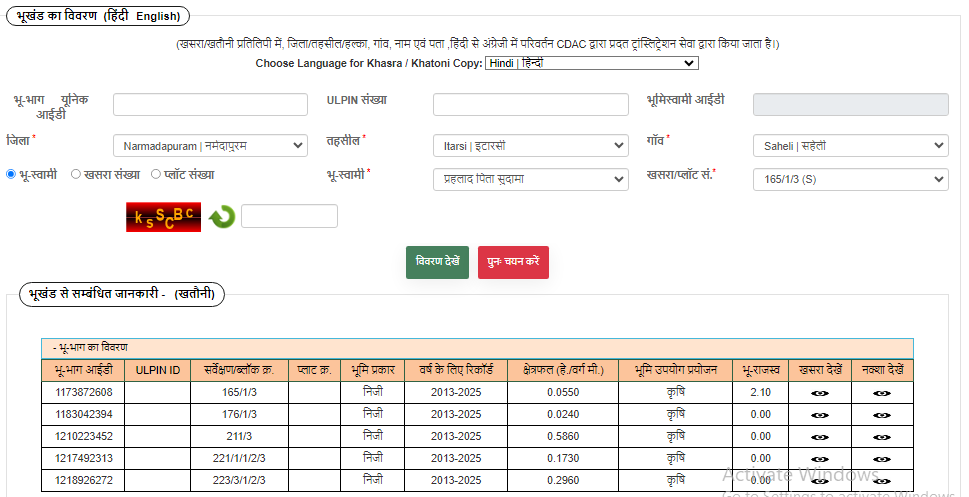 भूखंड का विवरण (हिंदी English)
(खसरा/खतौनी प्रतिलिपी में, जिला/तहसील/हल्का, गांव, नाम एवं पता ,हिंदी से अंग्रेजी में परिवर्तन CDAC द्वारा प्रदत ट्रांस्लिट्रेशन सेवा द्वारा किया जाता है।)
Choose Language for Khasra / Khatoni Copy: Hindi | हिन्दी
भू-भाग यूनिक आईडी ULPIN संख्या भूमिस्वामी आईडी
जिला * Narmadapuram | नर्मदापुरम तहसील * Itarsi | इटारसी गाँव * Saheli | सहेली
भू-स्वामी खसरा संख्या प्लॉट संख्या भू-स्वामी * प्रहलाद पिता सुदामा खसरा/प्लॉट सं.* 165/1/3 (S)
k s S C B C
विवरण देखें पुनः चयन करें
भूखंड से सम्बंधित जानकारी - (खतौनी)
- भू-भाग का विवरण
भू-भाग आईडी ULPIN ID सर्वेक्षण/ब्लॉक क्र. प्लाट क्र. भूमि प्रकार वर्ष के लिए रिकॉर्ड क्षेत्रफल (हे./वर्ग मी.) भूमि उपयोग प्रयोजन भू-राजस्व खसरा देखें नक्शा देखें
1173872608 165/1/3 निजी 2013-2025 0.0550 कृषि 2.10
1183042394 176/1/3 निजी 2013-2025 0.0240 कृषि 0.00
1210223452 211/3 निजी 2013-2025 0.5860 कृषि 0.00
1217492313 221/1/1/2/3 निजी 2013-2025 0.1730 कृषि 0.00
1218926272 223/3/1/2/3 निजी 2013-2025 0.2960 कृषि 0.00
Activate Windows
Go to Settings to activate Windows